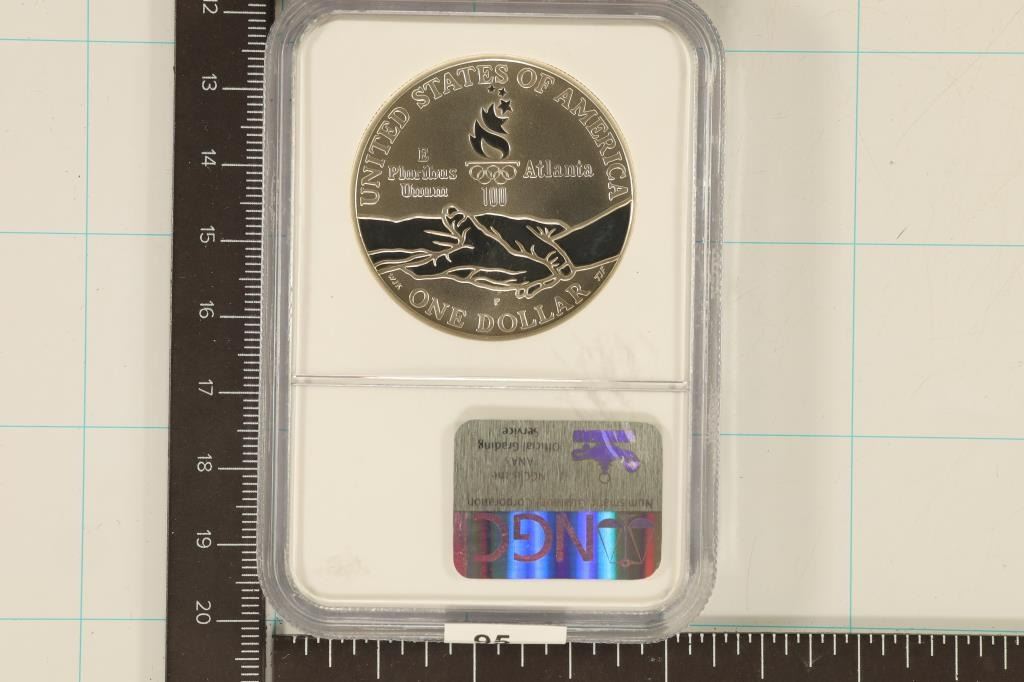 12
13
14
15
16
17
18
19
20
UNITED STATES OF AMERICA
E
Pluribus
Unum
Atlanta
100
P
ONE DOLLAR
Numismatic Guaranty Corporation
NGC is the
ANA'S
Official Grading
Service
NGC
95